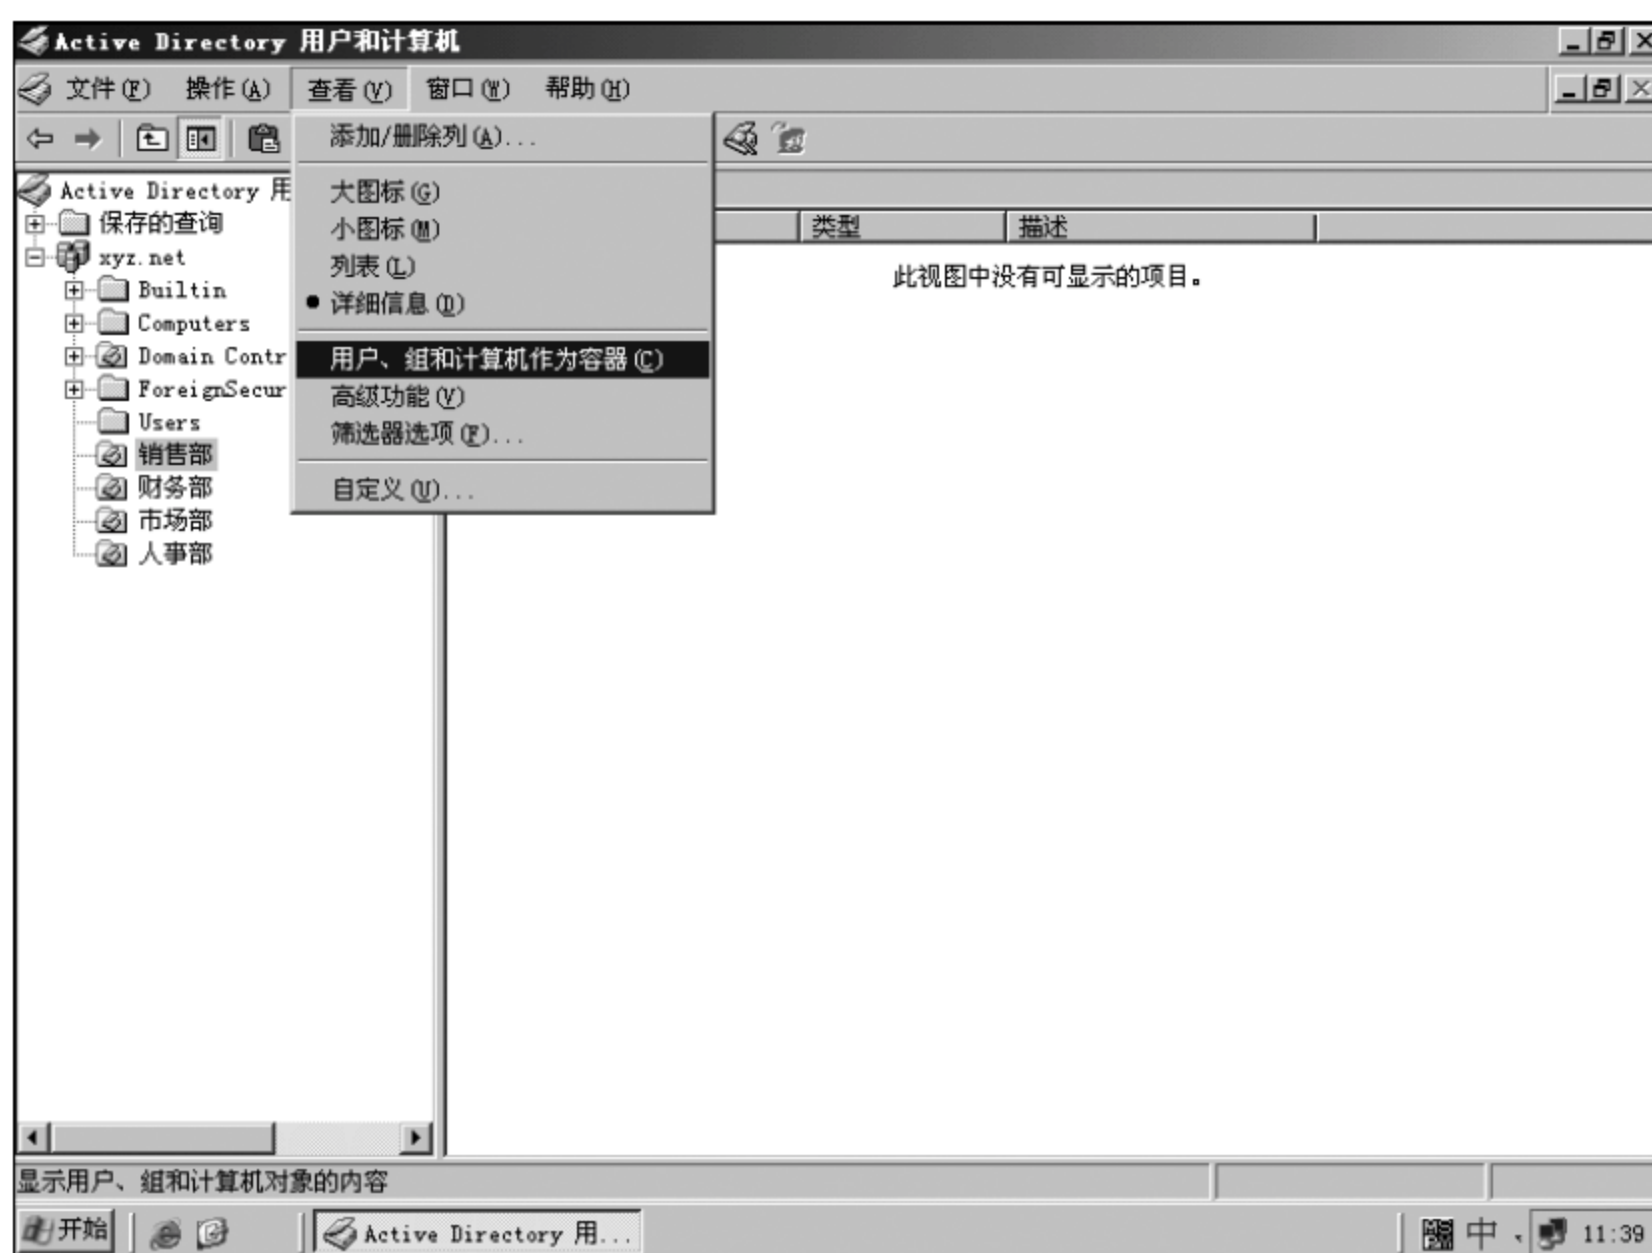 Active Directory 用户和计算机
文件(F) 操作(A) 查看(V) 窗口(W) 帮助(H)
添加/删除列(A)...
大图标(G)
小图标(M)
列表(L)
详细信息(D)
用户、组和计算机作为容器(C)
高级功能(V)
筛选器选项(F)...
自定义(U)...
Active Directory 用
保存的查询
xyz.net
Builtin
Computers
Domain Contr
ForeignSecur
Users
销售部
财务部
市场部
人事部
类型 描述
此视图中没有可显示的项目。
显示用户、组和计算机对象的内容
开始 Active Directory 用... 中 11:39